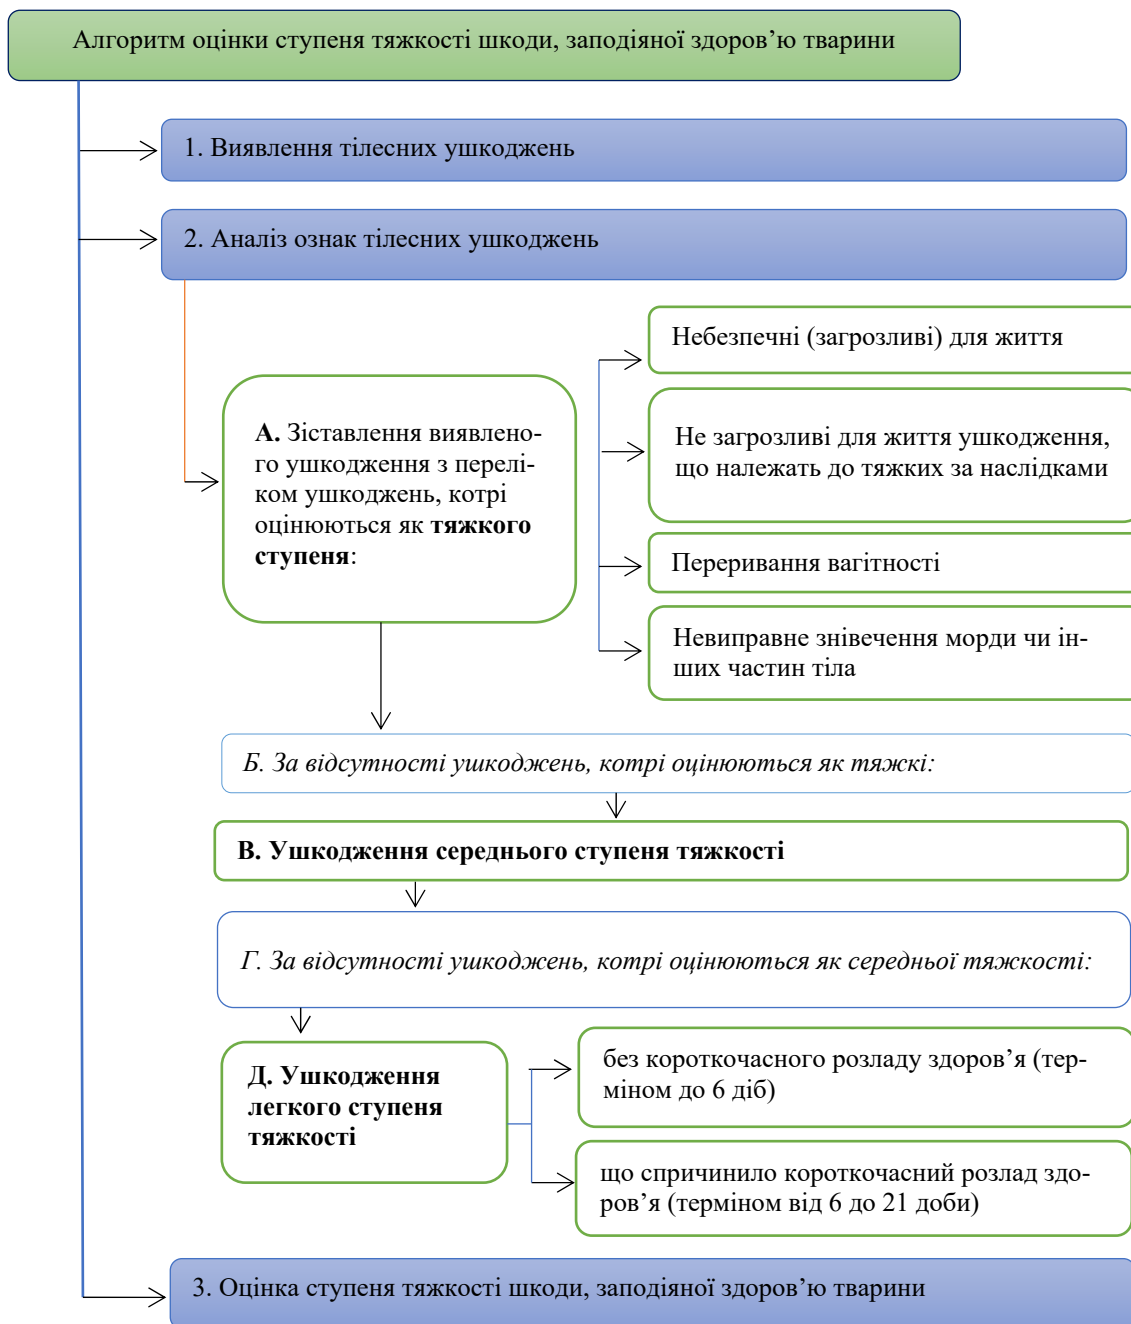 Алгоритм оцінки ступеня тяжкості шкоди, заподіяної здоров’ю тварини
1. Виявлення тілесних ушкоджень
2. Аналіз ознак тілесних ушкоджень
А. Зіставлення виявлено-
го ушкодження з перелі-
ком ушкоджень, котрі
оцінюються як тяжкого
ступеня:
Небезпечні (загрозливі) для життя
Не загрозливі для життя ушкодження,
що належать до тяжких за наслідками
Переривання вагітності
Невиправне знівечення морди чи ін-
ших частин тіла
Б. За відсутності ушкоджень, котрі оцінюються як тяжкі:
В. Ушкодження середнього ступеня тяжкості
Г. За відсутності ушкоджень, котрі оцінюються як середньої тяжкості:
Д. Ушкодження
легкого ступеня
тяжкості
без короткочасного розладу здоров’я (тер-
міном до 6 діб)
що спричинило короткочасний розлад здо-
ров’я (терміном від 6 до 21 доби)
3. Оцінка ступеня тяжкості шкоди, заподіяної здоров’ю тварини